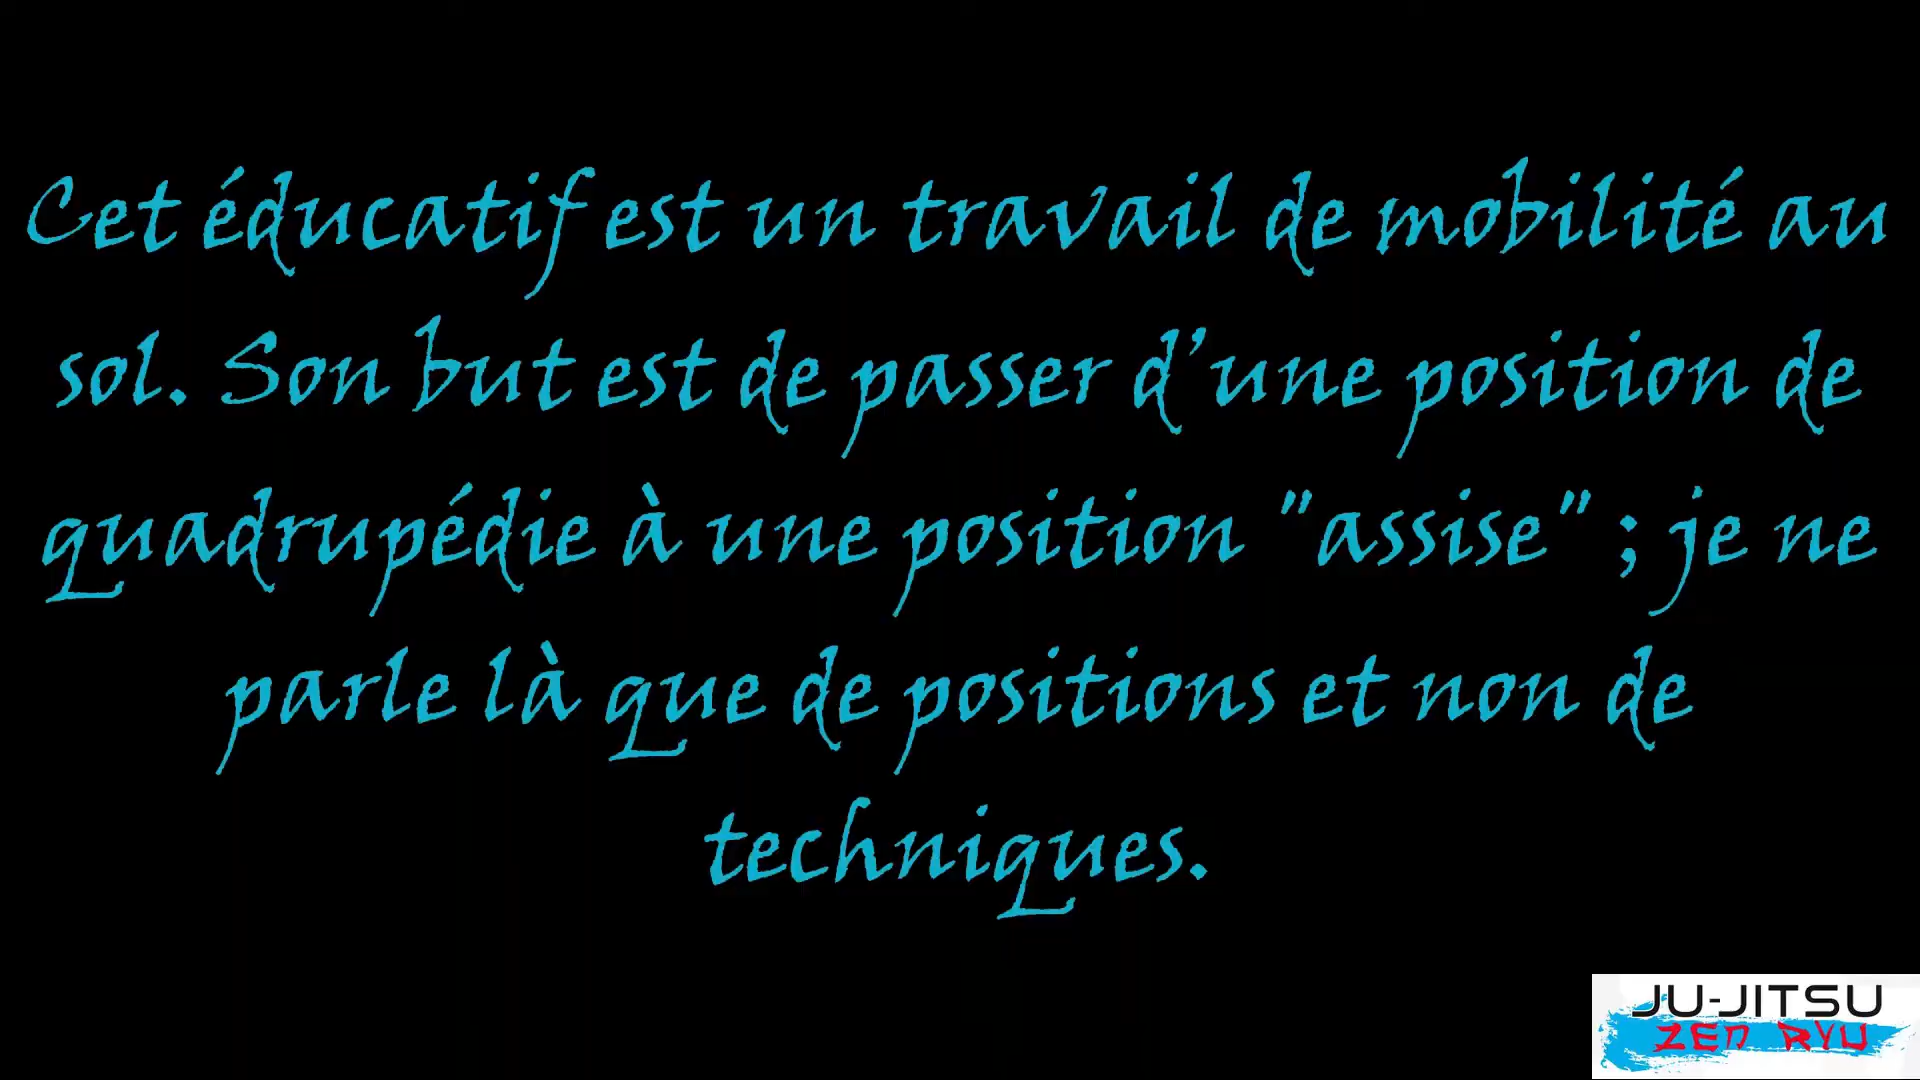 Cet éducatif est un travail de mobilité au
sol. Son but est de passer d’une position de
quadrupédie à une position "assise" ; je ne
parle là que de positions et non de
techniques.
JU-JITSU
ZEN RYU